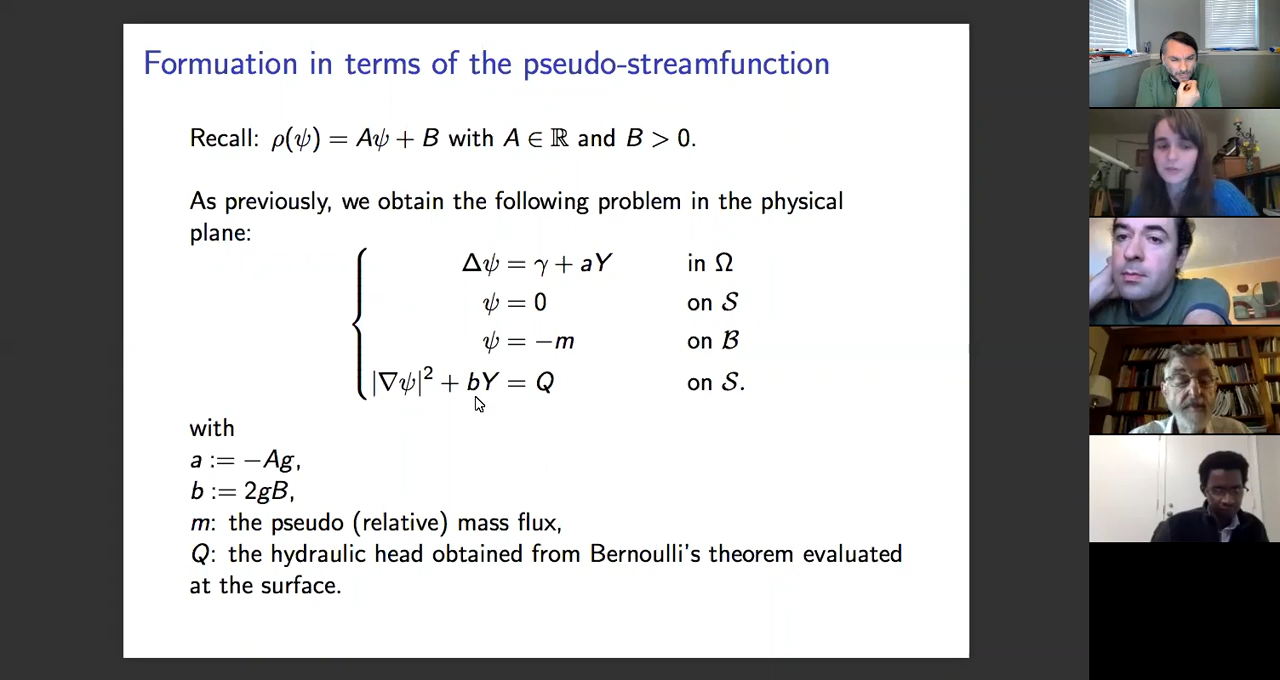 Formuation in terms of the pseudo-streamfunction
Recall: ρ(ψ) = Aψ + B with A ∈ ℝ and B > 0.
As previously, we obtain the following problem in the physical
plane:
Δψ = γ + aY in Ω
ψ = 0 on 𝒮
ψ = −m on ℬ
|∇ψ|² + bY = Q on 𝒮.
with
a := −Ag,
b := 2gB,
m: the pseudo (relative) mass flux,
Q: the hydraulic head obtained from Bernoulli's theorem evaluated
at the surface.